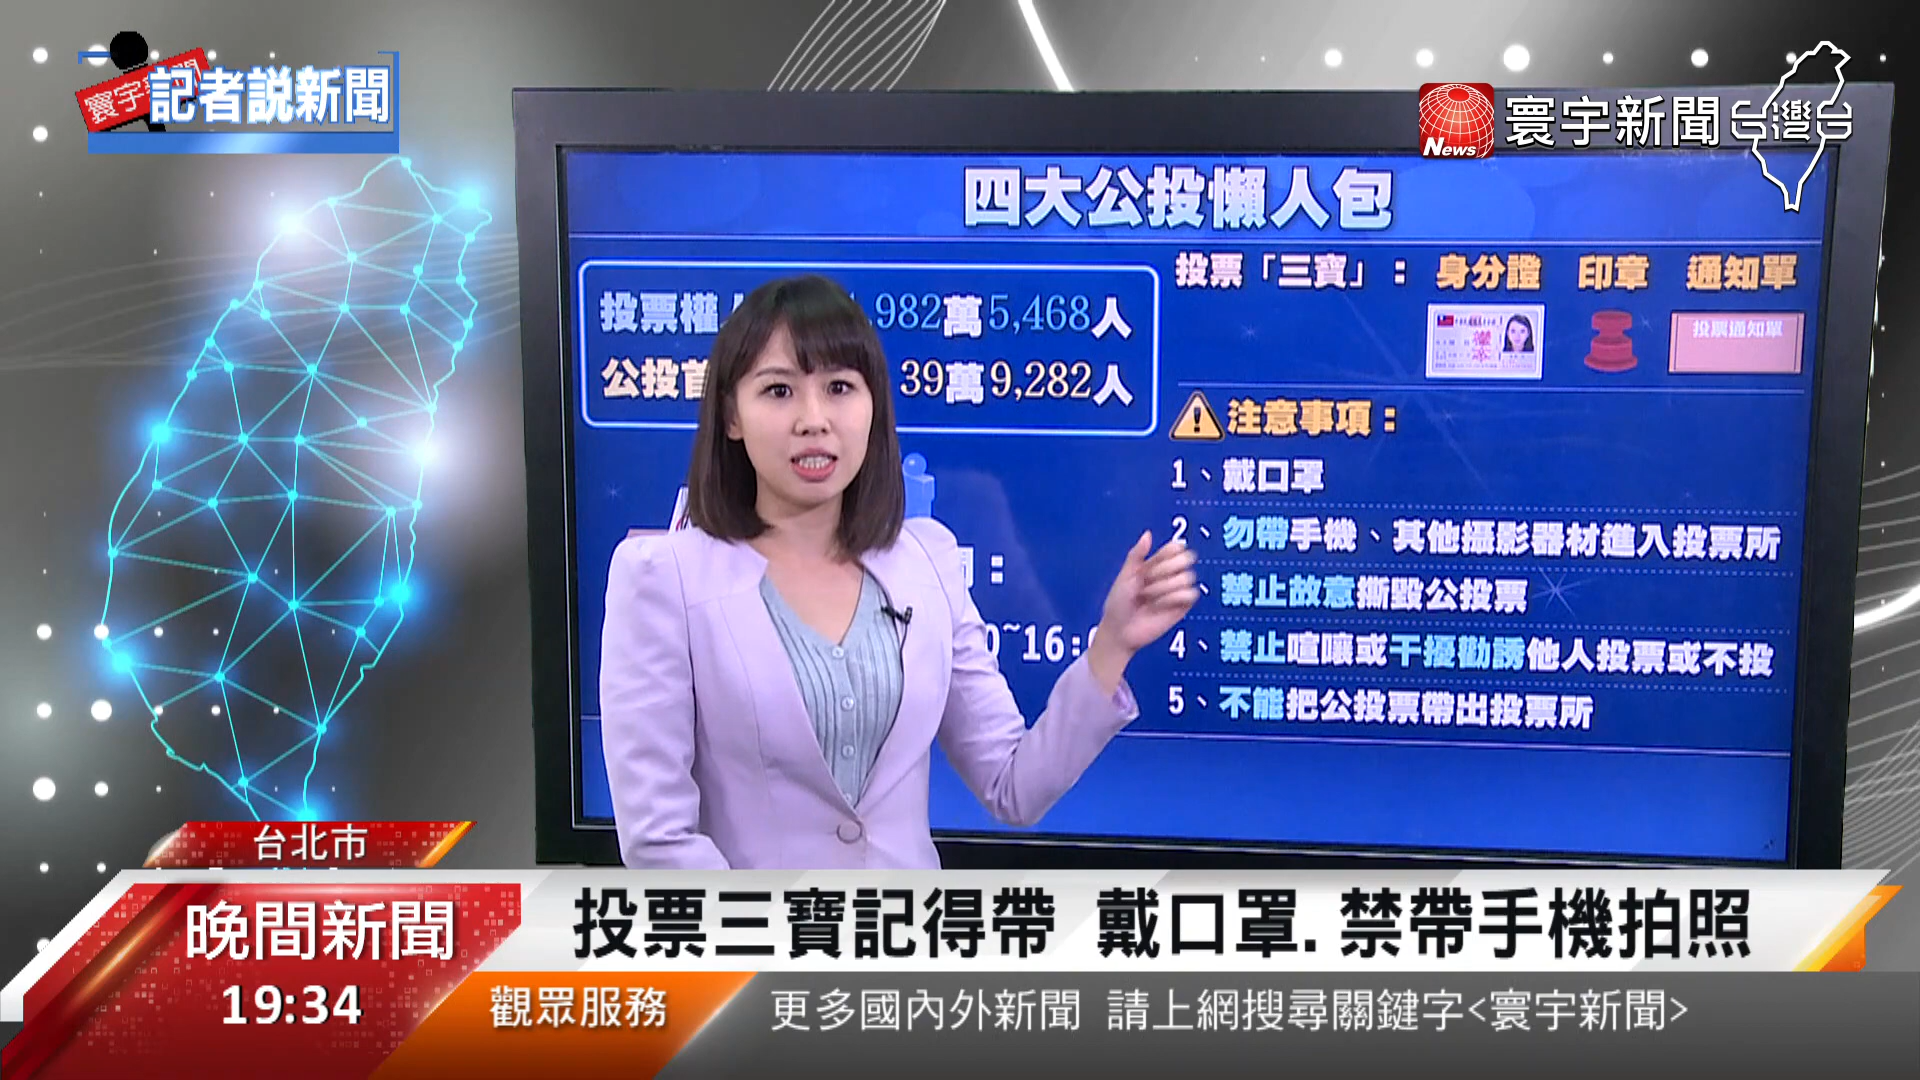 記者說新聞
寰宇新聞 台灣台
News
四大公投懶人包
投票權 982萬5,468人
公投首 39萬9,282人
~16:0
投票「三寶」： 身分證 印章 通知單
投票通知單
注意事項：
1、戴口罩
2、勿帶手機、其他攝影器材進入投票所
、禁止故意撕毀公投票
4、禁止喧嚷或干擾勸誘他人投票或不投
5、不能把公投票帶出投票所
台北市
晚間新聞
19:34
投票三寶記得帶 戴口罩.禁帶手機拍照
觀眾服務
更多國內外新聞 請上網搜尋關鍵字<寰宇新聞>